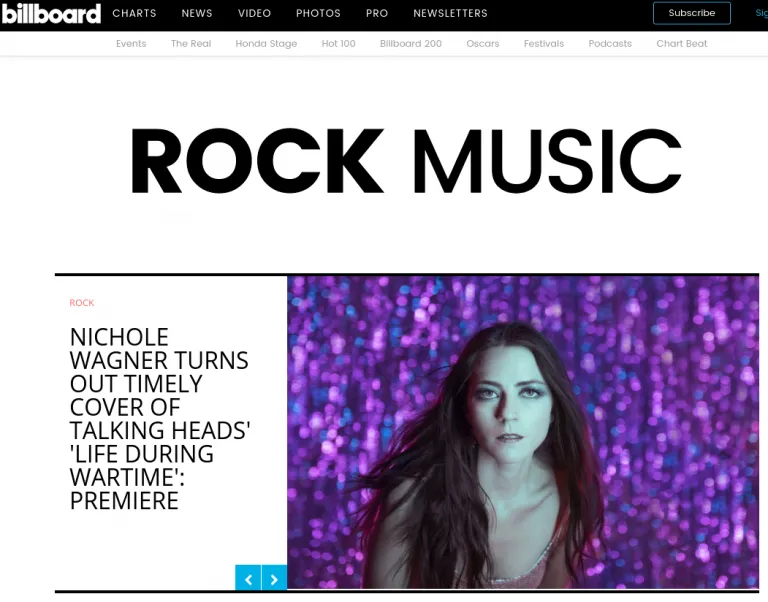 billboard CHARTS NEWS VIDEO PHOTOS PRO NEWSLETTERS Subscribe
Events The Real Honda Stage Hot 100 Billboard 200 Oscars Festivals Podcasts Chart Beat
ROCK MUSIC
ROCK
NICHOLE
WAGNER TURNS
OUT TIMELY
COVER OF
TALKING HEADS'
'LIFE DURING
WARTIME':
PREMIERE